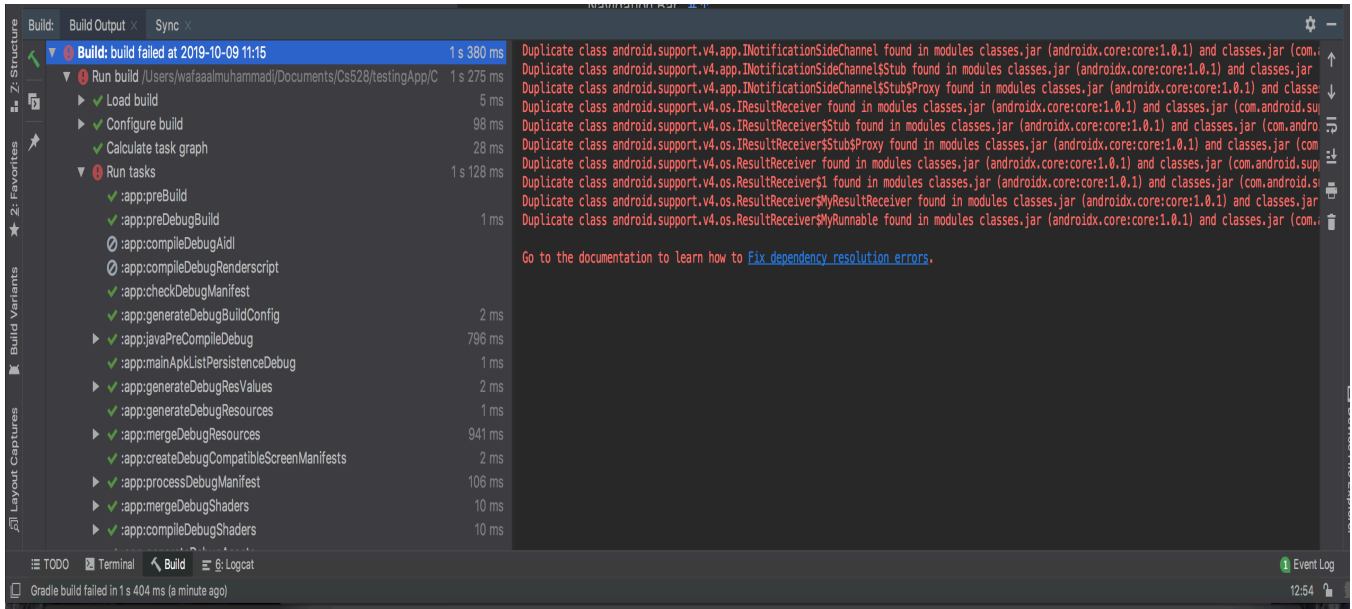 Navigation Bar
Build: Build Output × Sync ×
Build: build failed at 2019-10-09 11:15 1 s 380 ms
Run build /Users/wafaaalmuhammadi/Documents/Cs528/testingApp/C 1 s 275 ms
Load build 5 ms
Configure build 98 ms
Calculate task graph 28 ms
Run tasks 1 s 128 ms
:app:preBuild
:app:preDebugBuild 1 ms
:app:compileDebugAidl
:app:compileDebugRenderscript
:app:checkDebugManifest
:app:generateDebugBuildConfig 2 ms
:app:javaPreCompileDebug 796 ms
:app:mainApkListPersistenceDebug 1 ms
:app:generateDebugResValues 2 ms
:app:generateDebugResources 1 ms
:app:mergeDebugResources 941 ms
:app:createDebugCompatibleScreenManifests 2 ms
:app:processDebugManifest 106 ms
:app:mergeDebugShaders 10 ms
:app:compileDebugShaders 10 ms
Duplicate class android.support.v4.app.INotificationSideChannel found in modules classes.jar (androidx.core:core:1.0.1) and classes.jar (com.a
Duplicate class android.support.v4.app.INotificationSideChannel$Stub found in modules classes.jar (androidx.core:core:1.0.1) and classes.jar
Duplicate class android.support.v4.app.INotificationSideChannel$Stub$Proxy found in modules classes.jar (androidx.core:core:1.0.1) and classes
Duplicate class android.support.v4.os.IResultReceiver found in modules classes.jar (androidx.core:core:1.0.1) and classes.jar (com.android.sup
Duplicate class android.support.v4.os.IResultReceiver$Stub found in modules classes.jar (androidx.core:core:1.0.1) and classes.jar (com.andro
Duplicate class android.support.v4.os.IResultReceiver$Stub$Proxy found in modules classes.jar (androidx.core:core:1.0.1) and classes.jar (com
Duplicate class android.support.v4.os.ResultReceiver found in modules classes.jar (androidx.core:core:1.0.1) and classes.jar (com.android.supp
Duplicate class android.support.v4.os.ResultReceiver$1 found in modules classes.jar (androidx.core:core:1.0.1) and classes.jar (com.android.su
Duplicate class android.support.v4.os.ResultReceiver$MyResultReceiver found in modules classes.jar (androidx.core:core:1.0.1) and classes.jar
Duplicate class android.support.v4.os.ResultReceiver$MyRunnable found in modules classes.jar (androidx.core:core:1.0.1) and classes.jar (com.a
Go to the documentation to learn how to Fix dependency resolution errors.
Z: Structure
2: Favorites
Build Variants
Layout Captures
TODO Terminal Build 6: Logcat 1 Event Log
Gradle build failed in 1 s 404 ms (a minute ago) 12:54